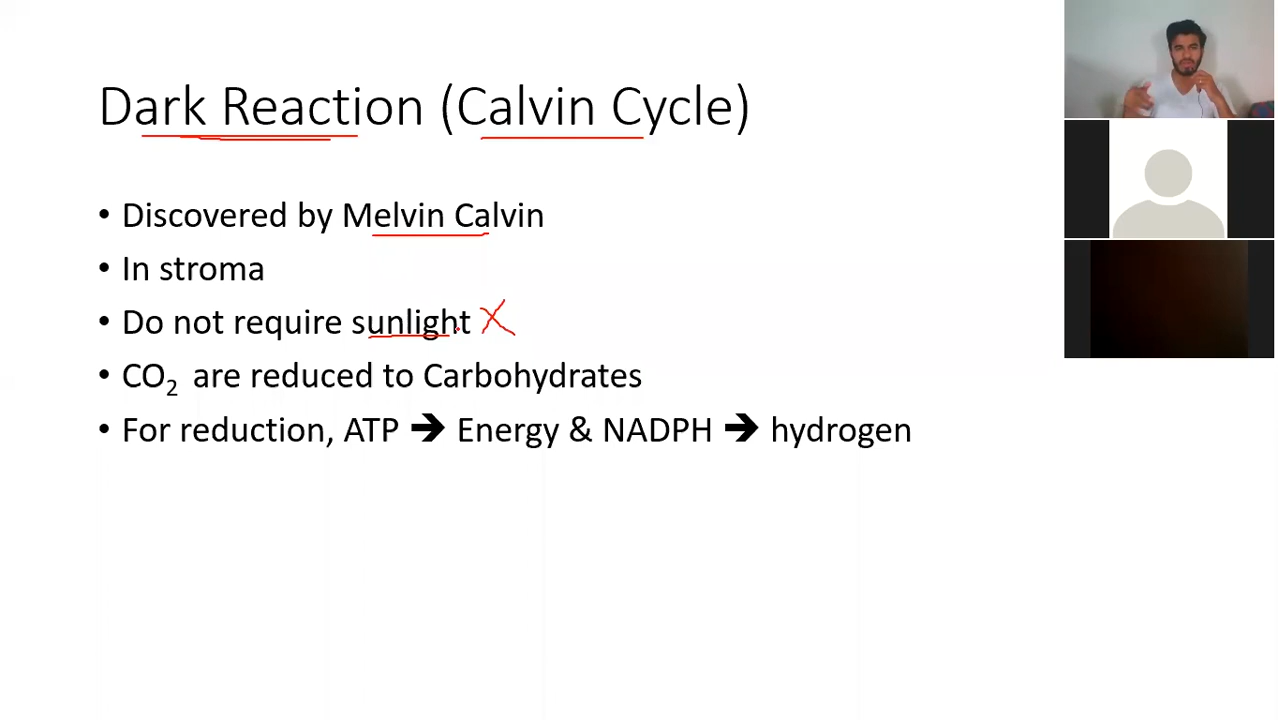 Dark Reaction (Calvin Cycle)
• Discovered by Melvin Calvin
• In stroma
• Do not require sunlight X
• CO₂ are reduced to Carbohydrates
• For reduction, ATP ➔ Energy & NADPH ➔ hydrogen